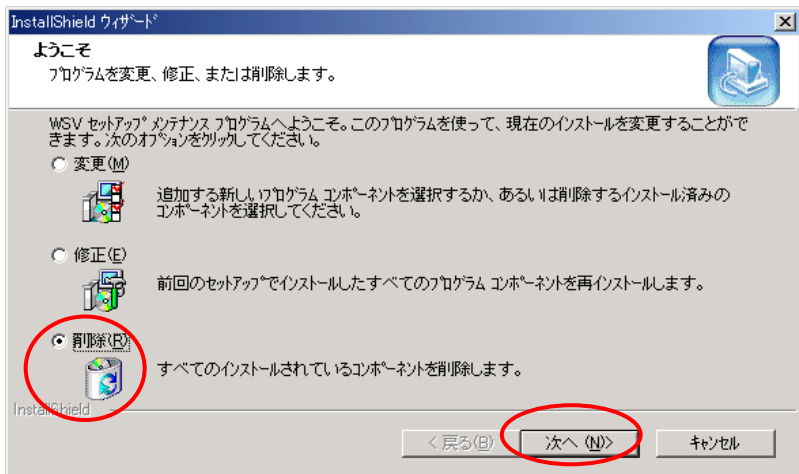 InstallShield ウィザード
ようこそ
プログラムを変更、修正、または削除します。
WSV セットアップ メンテナンス プログラムへようこそ。このプログラムを使って、現在のインストールを変更することがで
きます。次のオプションをクリックしてください。
変更(M)
追加する新しいプログラム コンポーネントを選択するか、あるいは削除するインストール済みの
コンポーネントを選択してください。
修正(E)
前回のセットアップでインストールしたすべてのプログラム コンポーネントを再インストールします。
削除(R)
すべてのインストールされているコンポーネントを削除します。
InstallShield
< 戻る(B) 次へ (N)> キャンセル